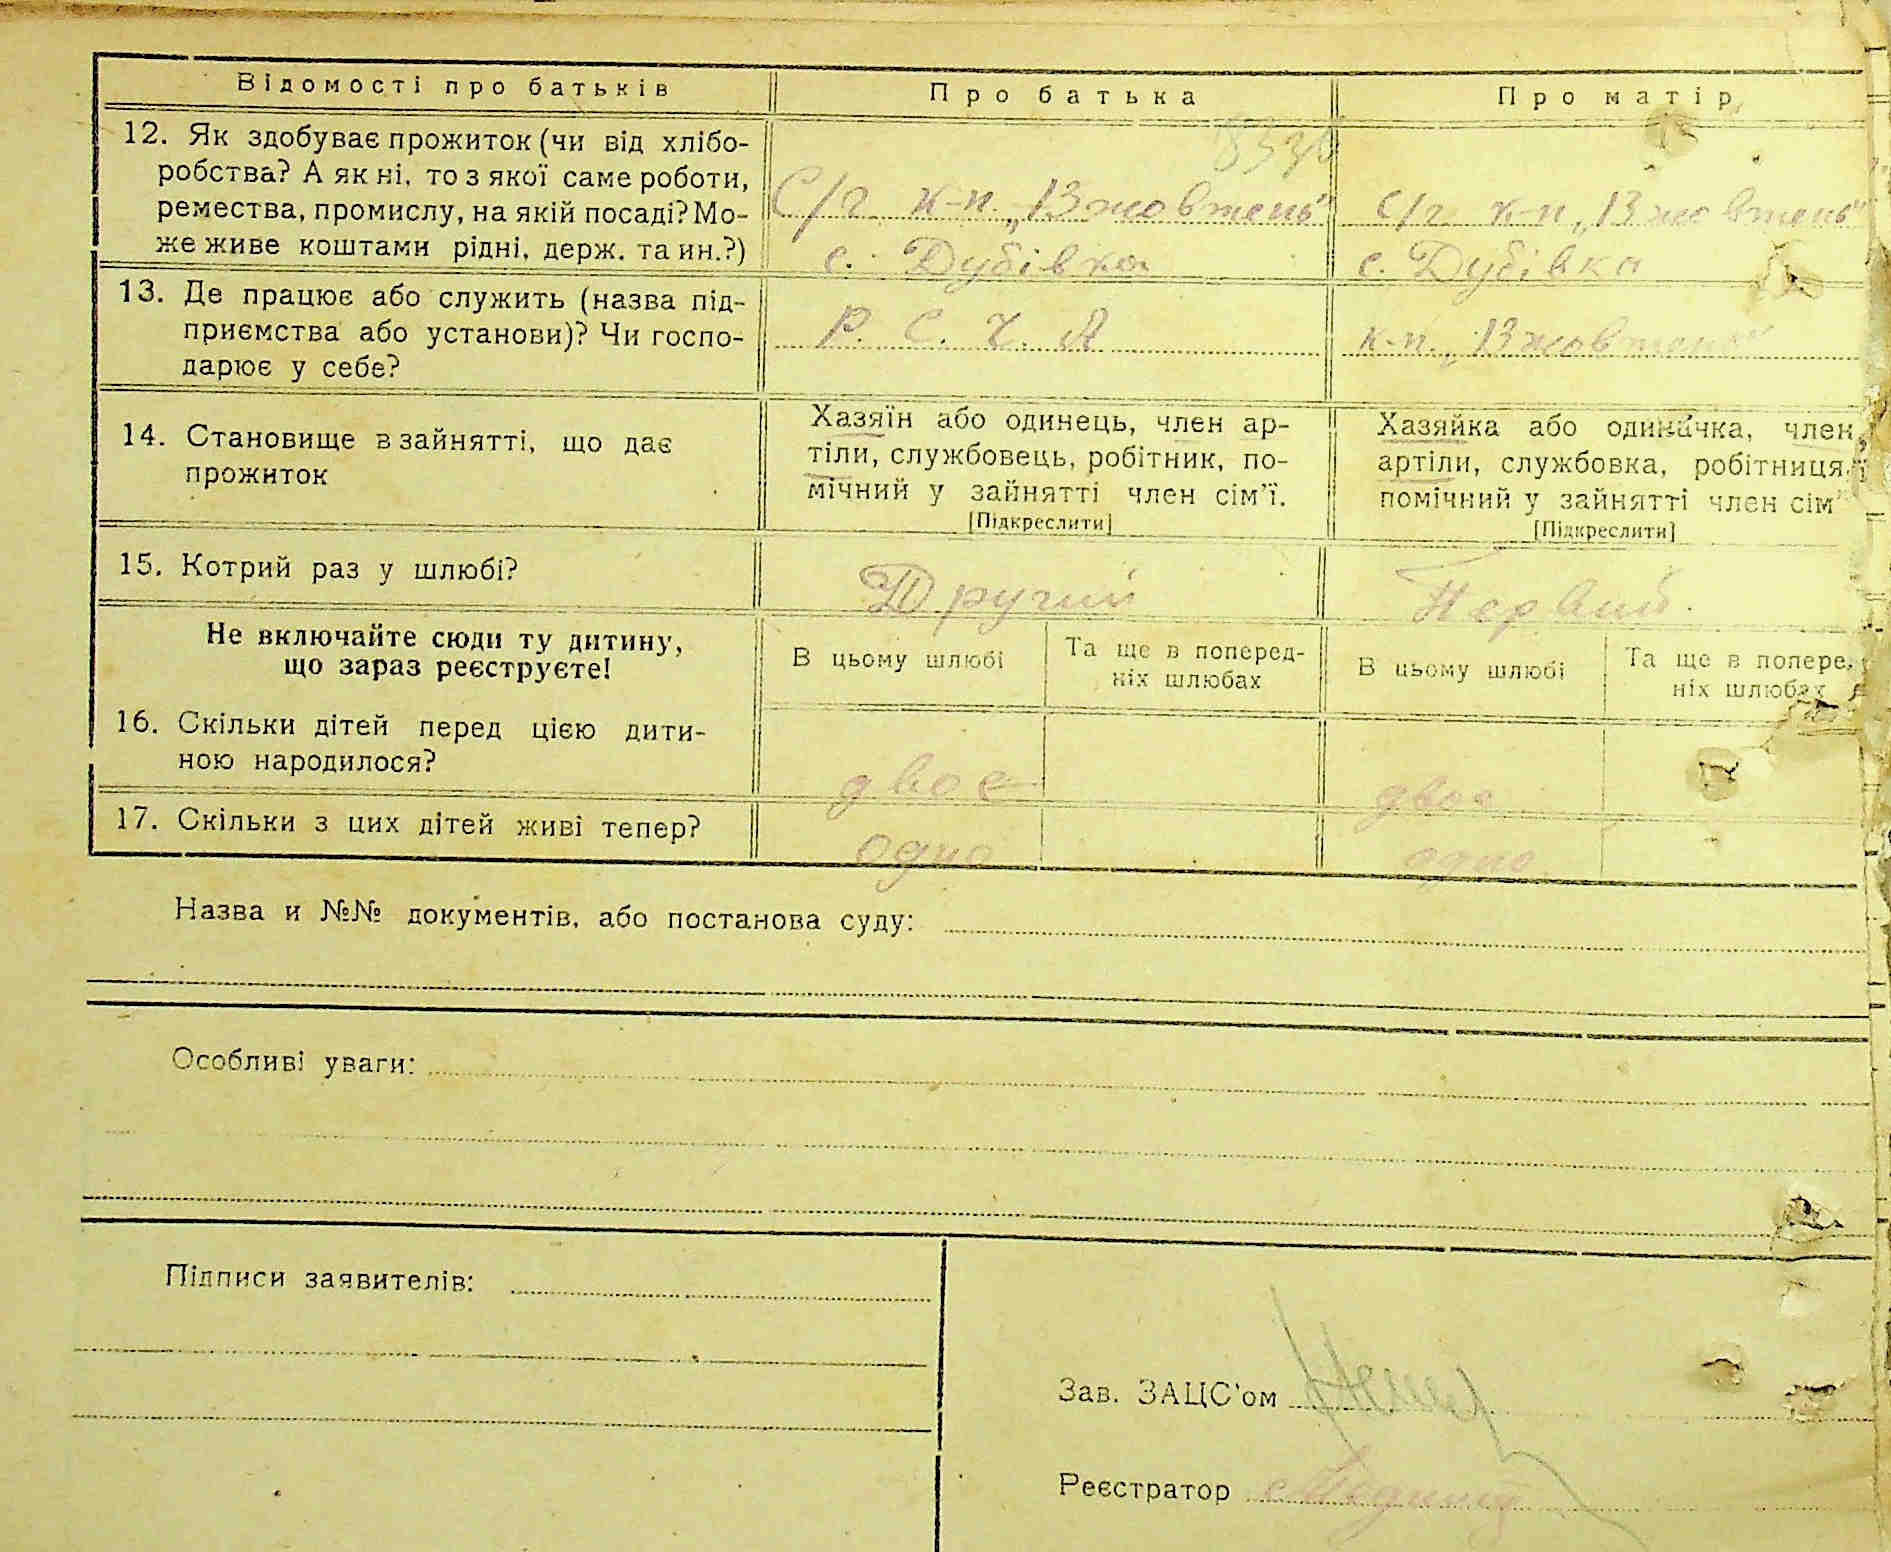 Відомості про батьків
Про батька
Про матір
12. Як здобуває прожиток (чи від хлібо-
робства? А як ні, то з якої саме роботи,
ремества, промислу, на якій посаді? Мо-
же живе коштами рідні, держ. та ин.?)
С/г к-п. „13 жовтень"
с. Дубівка
С/г к-п „13 жовтень"
с. Дубівка
13. Де працює або служить (назва під-
приємства або установи)? Чи госпо-
дарює у себе?
Р. С. Ч. А
к-п. „13 жовтень"
14. Становище в зайнятті, що дає
прожиток
Хазяїн або одинець, член ар-
тіли, службовець, робітник, по-
мічний у зайнятті член сім'ї.
[Підкреслити]
Хазяйка або одиначка, член
артіли, службовка, робітниця,
помічний у зайнятті член сім"
[Підкреслити]
15. Котрий раз у шлюбі?
Другий
Первий.
Не включайте сюди ту дитину,
що зараз реєструєте!
В цьому шлюбі
Та ще в поперед-
ніх шлюбах
В цьому шлюбі
Та ще в попере
ніх шлюбах
16. Скільки дітей перед цією дити-
ною народилося?
двоє
двоє
17. Скільки з цих дітей живі тепер?
одно
одно
Назва и №№ документів, або постанова суду:
Особливі уваги:
Підписи заявителів:
Зав. ЗАЦС'ом
Реєстратор